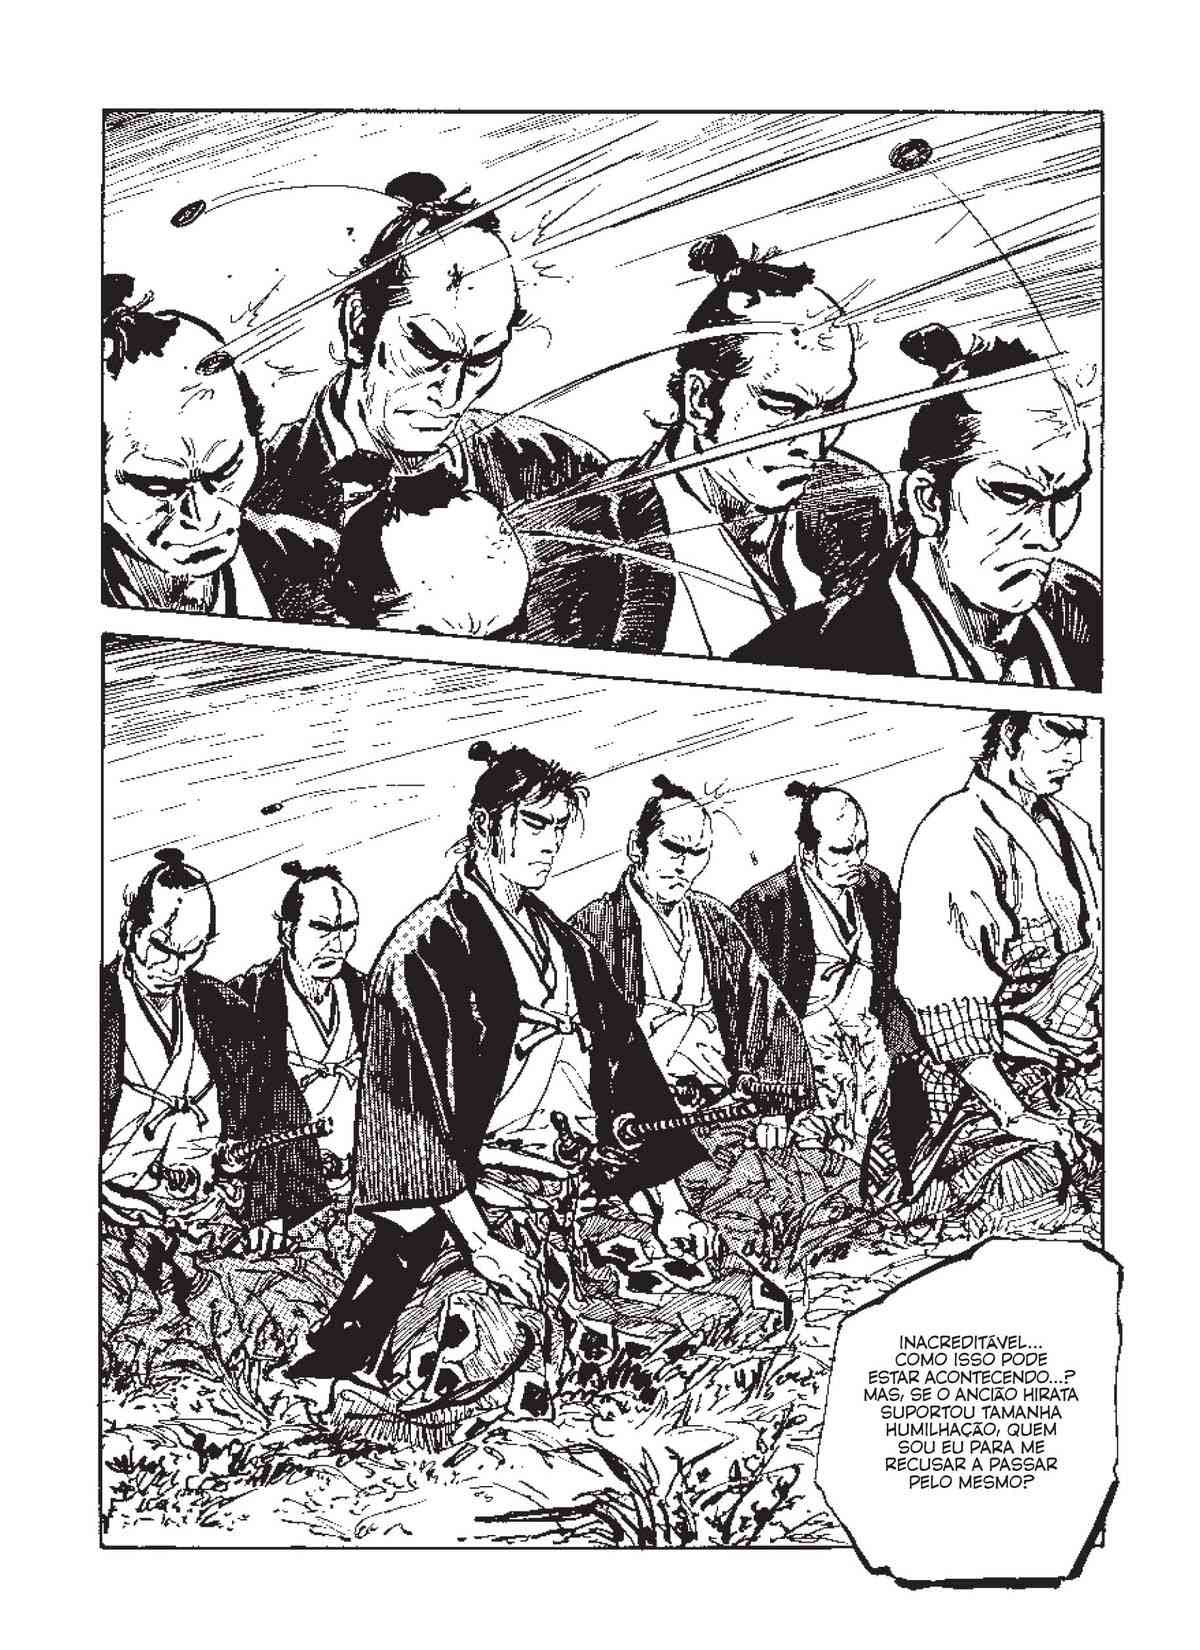 INACREDITÁVEL...
COMO ISSO PODE
ESTAR ACONTECENDO...?
MAS, SE O ANCIÃO HIRATA
SUPORTOU TAMANHA
HUMILHAÇÃO, QUEM
SOU EU PARA ME
RECUSAR A PASSAR
PELO MESMO?